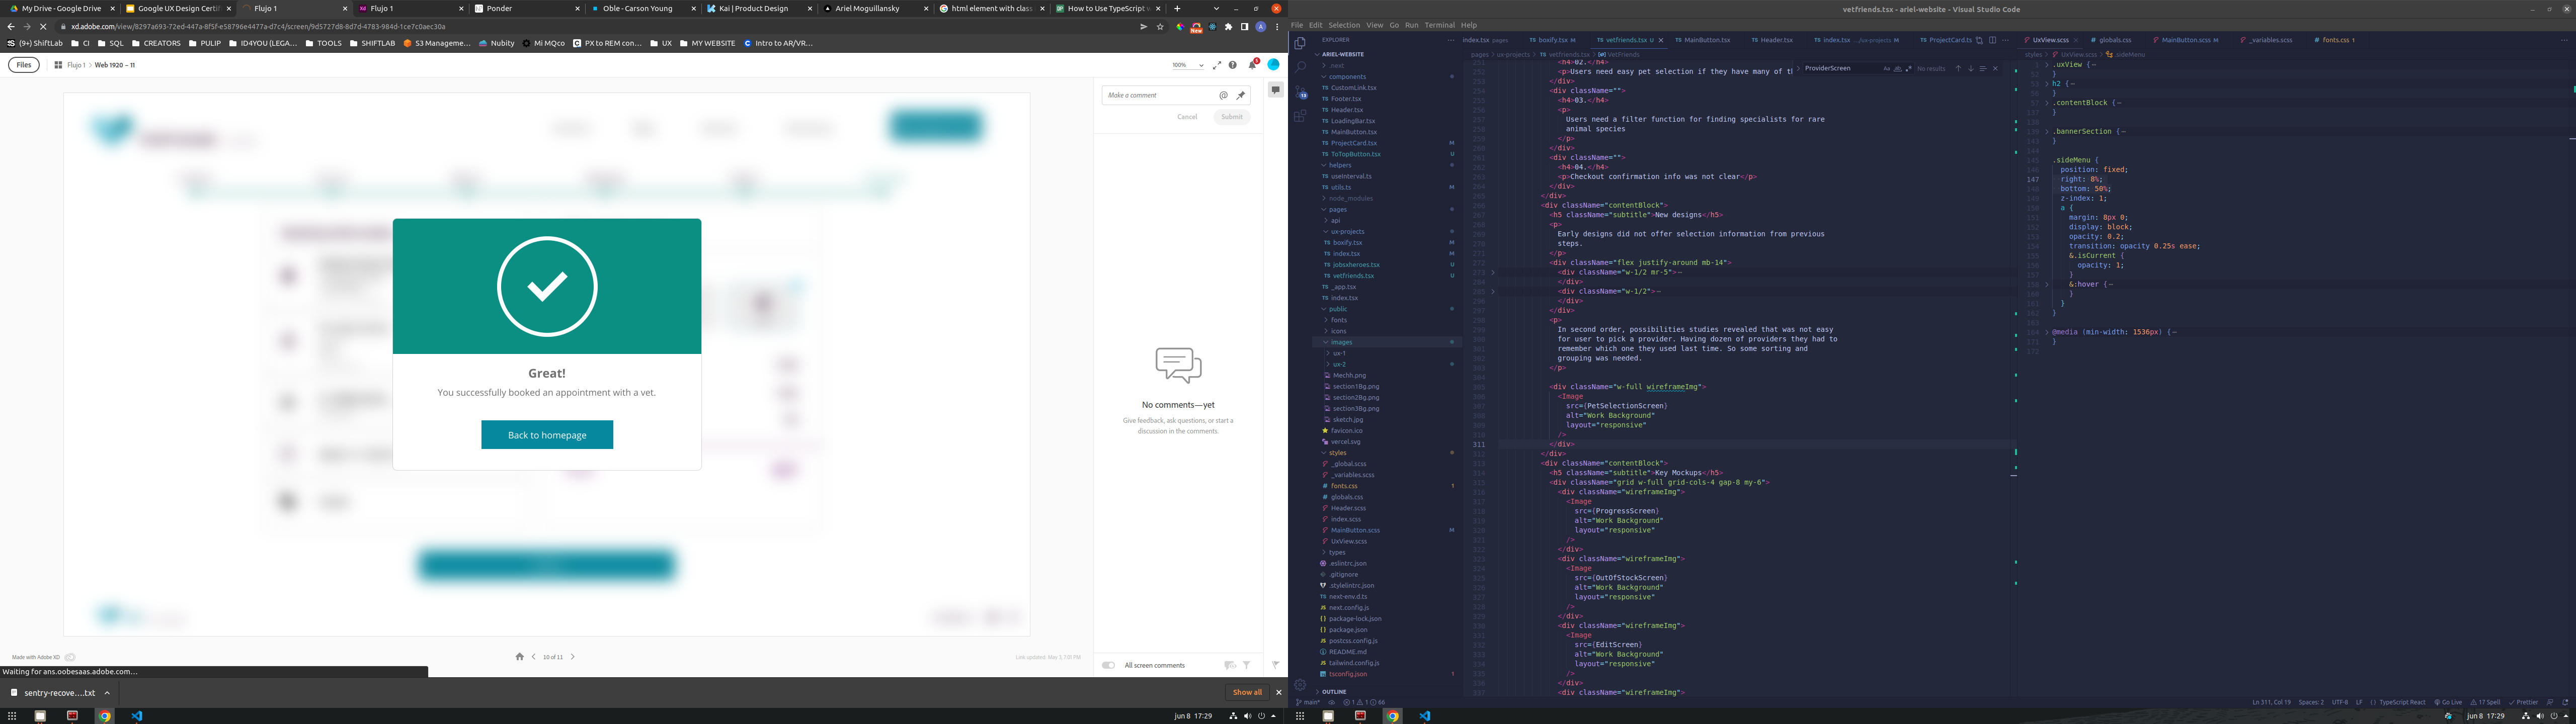 My Drive - Google Drive
Google UX Design Certif
Flujo 1
Flujo 1
Ponder
Oble - Carson Young
Kai | Product Design
Ariel Moguillansky
html element with class
How to Use TypeScript w
xd.adobe.com/view/8297a693-72ed-447a-8f5f-e58796e4477a-d7c4/screen/9d5727d8-8d7d-4783-984d-1ce7c0aec30a
(9+) ShiftLab
CI
SQL
CREATORS
PULIP
ID4YOU (LEGA…
TOOLS
SHIFTLAB
S3 Manageme…
Nubity
Mi MQco
PX to REM con…
UX
MY WEBSITE
Intro to AR/VR…
Files
Flujo 1
Web 1920 – 11
100%
Make a comment
Cancel
Submit
Great!
You successfully booked an appointment with a vet.
Back to homepage
No comments—yet
Give feedback, ask questions, or start a
discussion in the comments.
Made with Adobe XD
10 of 11
All screen comments
Waiting for ans.oobesaas.adobe.com…
sentry-recove….txt
Show all
jun 8 17:29
vetfriends.tsx - ariel-website - Visual Studio Code
File Edit Selection View Go Run Terminal Help
EXPLORER
ARIEL-WEBSITE
.next
components
CustomLink.tsx
Footer.tsx
Header.tsx
LoadingBar.tsx
MainButton.tsx
ProjectCard.tsx M
ToTopButton.tsx U
helpers
useInterval.ts
utils.ts M
node_modules
pages
api
ux-projects
boxify.tsx M
index.tsx M
jobsxheroes.tsx U
vetfriends.tsx U
_app.tsx
index.tsx
public
fonts
icons
images
ux-1
ux-2
Mechh.png
section1Bg.png
section2Bg.png
section3Bg.png
sketch.jpg
favicon.ico
vercel.svg
styles
_global.scss
_variables.scss
fonts.css 1
globals.css
Header.scss
index.scss
MainButton.scss M
UxView.scss
types
.eslintrc.json
.gitignore
.stylelintrc.json
next-env.d.ts
next.config.js
package-lock.json
package.json
postcss.config.js
README.md
tailwind.config.js
tsconfig.json 1
OUTLINE
index.tsx pages
boxify.tsx M
vetfriends.tsx U
MainButton.tsx
Header.tsx
index.tsx .../ux-projects M
ProjectCard.ts
pages > ux-projects > vetfriends.tsx > VetFriends
ProviderScreen
No results
<h4>02.</h4>
<p>Users need easy pet selection if they have many of th
</div>
<div className="">
<h4>03.</h4>
<p>
Users need a filter function for finding specialists for rare
animal species
</p>
</div>
<div className="">
<h4>04.</h4>
<p>Checkout confirmation info was not clear</p>
</div>
</div>
<div className="contentBlock">
<h5 className="subtitle">New designs</h5>
<p>
Early designs did not offer selection information from previous
steps.
</p>
<div className="flex justify-around mb-14">
<div className="w-1/2 mr-5">
</div>
<div className="w-1/2">
</div>
</div>
<p>
In second order, possibilities studies revealed that was not easy
for user to pick a provider. Having dozen of providers they had to
remember which one they used last time. So some sorting and
grouping was needed.
</p>
<div className="w-full wireframeImg">
<Image
src={PetSelectionScreen}
alt="Work Background"
layout="responsive"
/>
</div>
</div>
<div className="contentBlock">
<h5 className="subtitle">Key Mockups</h5>
<div className="grid w-full grid-cols-4 gap-8 my-6">
<div className="wireframeImg">
<Image
src={ProgressScreen}
alt="Work Background"
layout="responsive"
/>
</div>
<div className="wireframeImg">
<Image
src={OutOfStockScreen}
alt="Work Background"
layout="responsive"
/>
</div>
<div className="wireframeImg">
<Image
src={EditScreen}
alt="Work Background"
layout="responsive"
/>
</div>
<div className="wireframeImg">
UxView.scss
globals.css
MainButton.scss M
_variables.scss
fonts.css 1
styles > UxView.scss > .sideMenu
.uxView {
}
h2 {
}
.contentBlock {
}
.bannerSection {
}
.sideMenu {
position: fixed;
right: 8%;
bottom: 50%;
z-index: 1;
a {
margin: 8px 0;
display: block;
opacity: 0.2;
transition: opacity 0.25s ease;
&.isCurrent {
opacity: 1;
}
&:hover {
}
}
}
@media (min-width: 1536px) {
}
main*
Ln 311, Col 19
Spaces: 2
UTF-8
LF
TypeScript React
Go Live
17 Spell
Prettier
jun 8 17:29